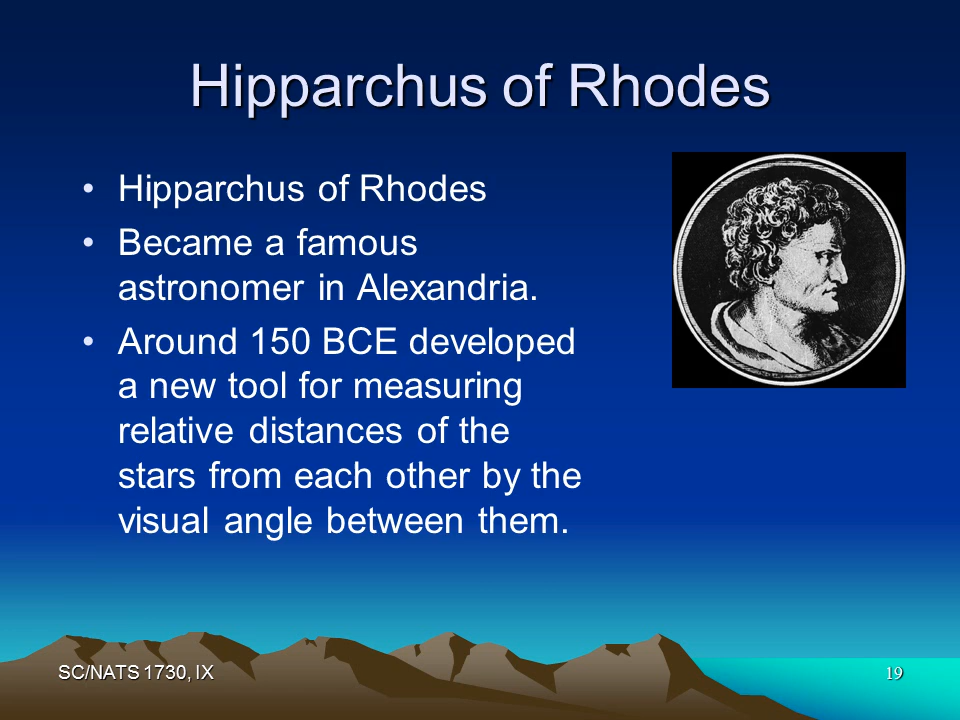 Hipparchus of Rhodes
• Hipparchus of Rhodes
• Became a famous
astronomer in Alexandria.
• Around 150 BCE developed
a new tool for measuring
relative distances of the
stars from each other by the
visual angle between them.
SC/NATS 1730, IX
19